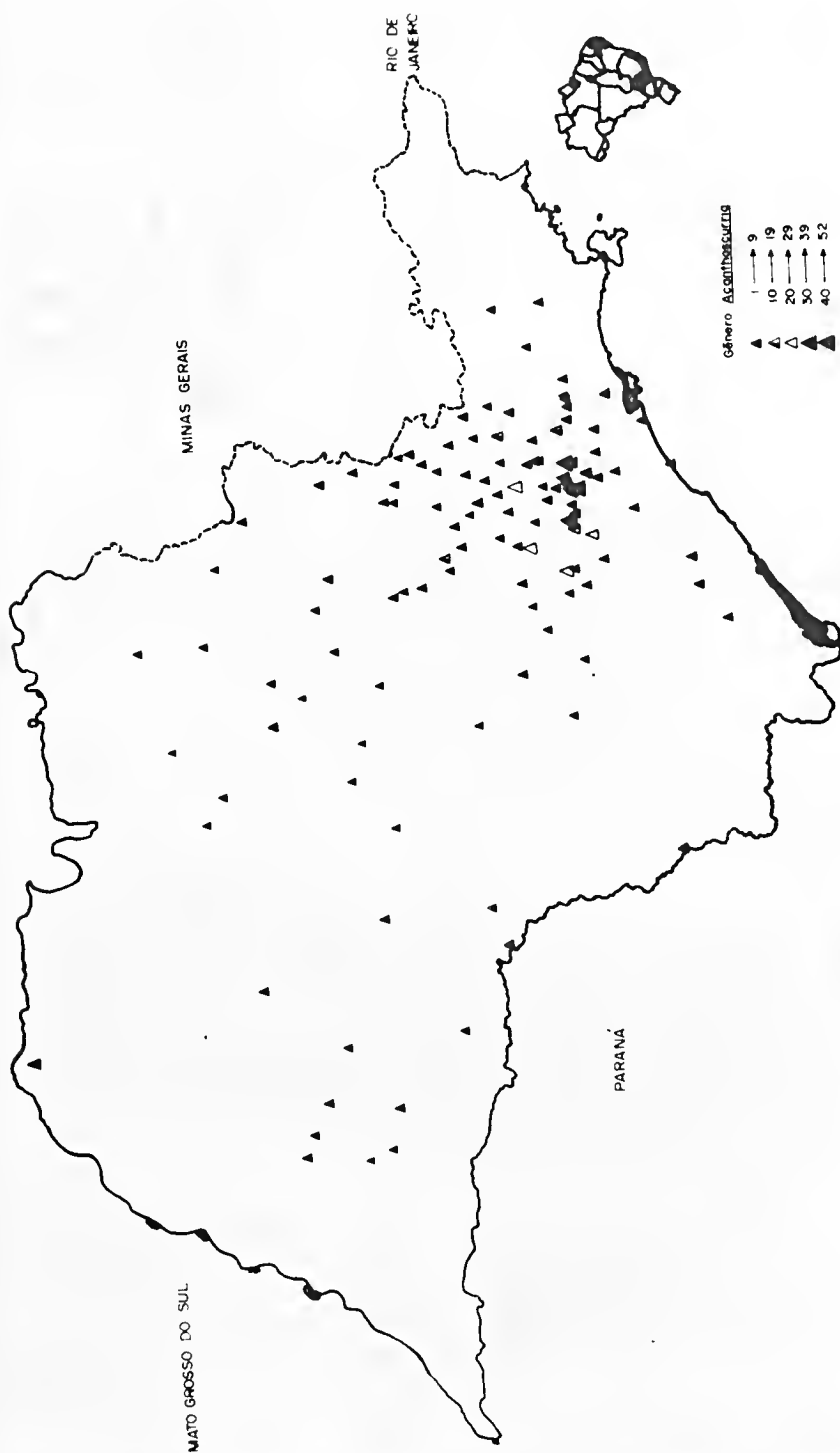 MATO GROSSO DO SUL
MINAS GERAIS
RIO DE
JANEIRO
PARANÁ
Gênero Acanthoscurria
1 → 9
10 → 19
20 → 29
30 → 39
40 → 52